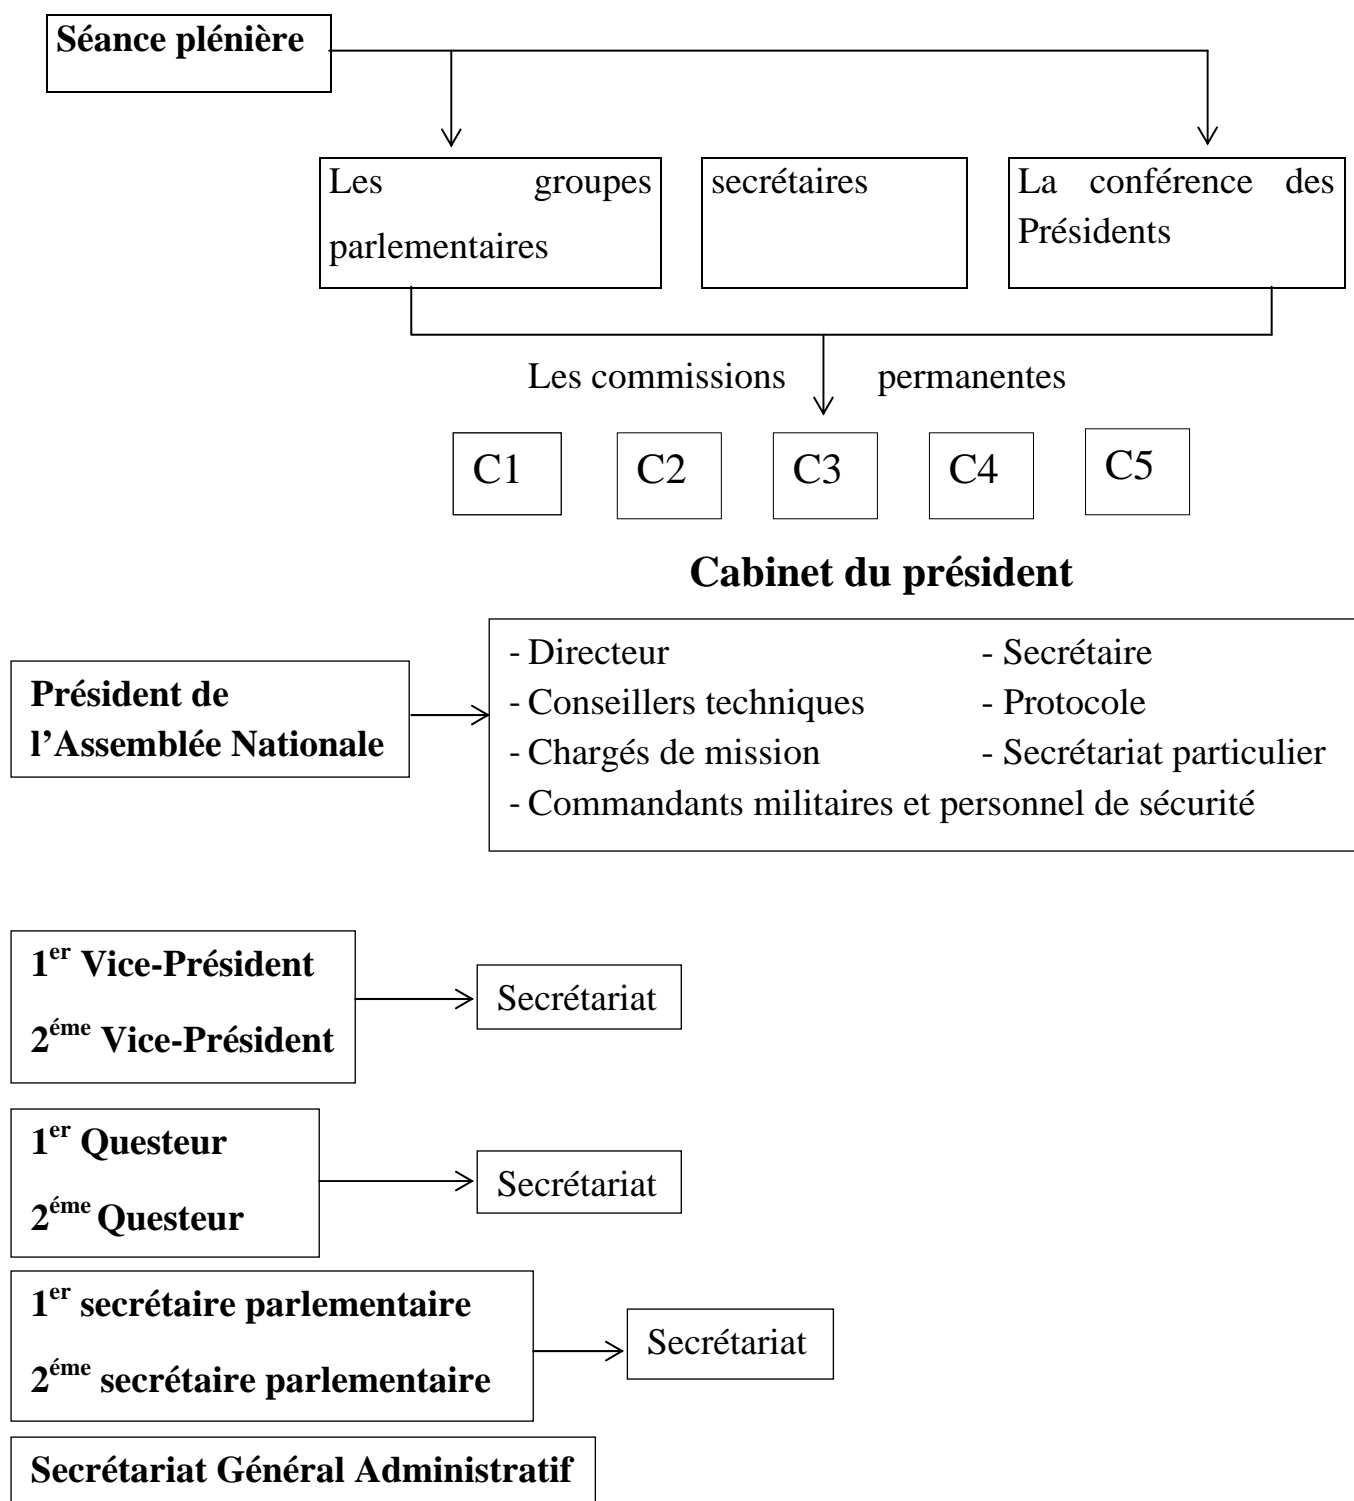 Séance plénière
Les groupes
parlementaires
secrétaires
La conférence des
Présidents
Les commissions permanentes
C1 C2 C3 C4 C5
Cabinet du président
Président de
l’Assemblée Nationale
- Directeur - Secrétaire
- Conseillers techniques - Protocole
- Chargés de mission - Secrétariat particulier
- Commandants militaires et personnel de sécurité
1er Vice-Président
2éme Vice-Président
Secrétariat
1er Questeur
2éme Questeur
Secrétariat
1er secrétaire parlementaire
2éme secrétaire parlementaire
Secrétariat
Secrétariat Général Administratif